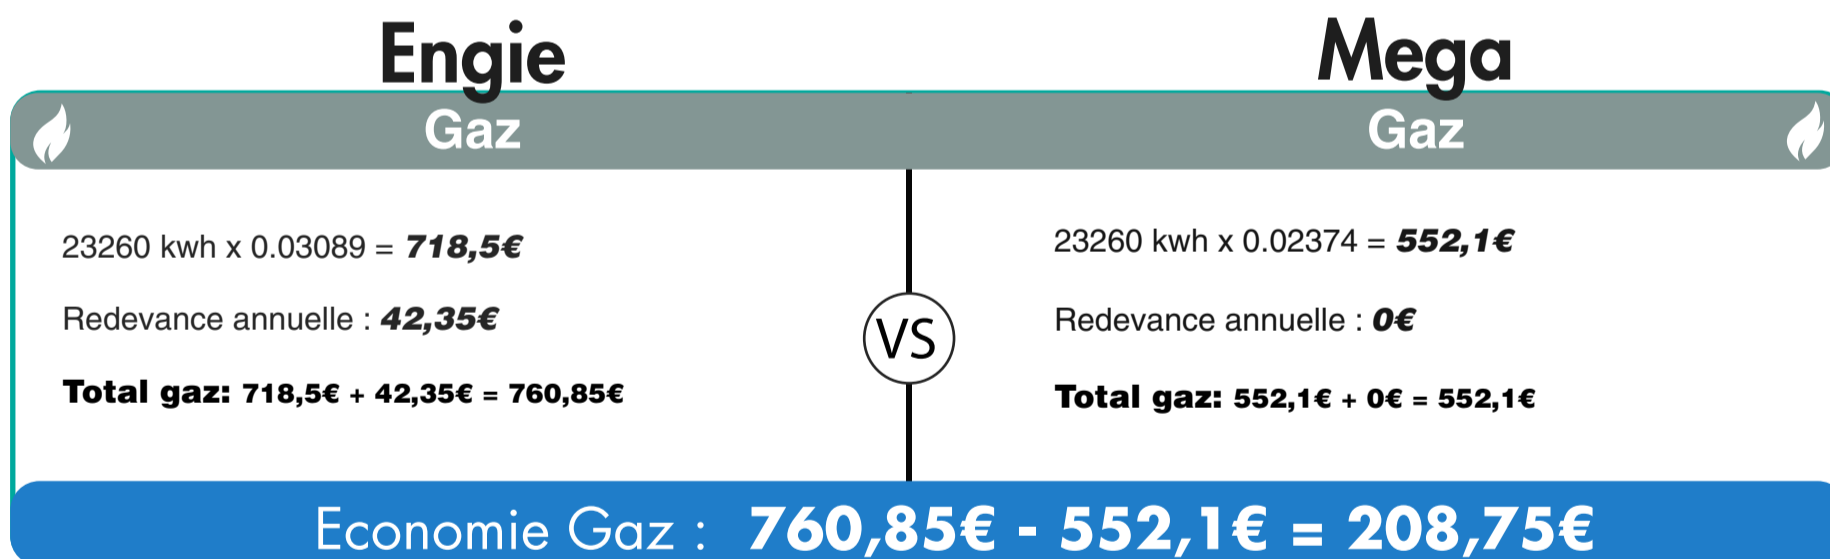 Engie
Gaz
23260 kwh x 0.03089 = 718,5€
Redevance annuelle : 42,35€
Total gaz: 718,5€ + 42,35€ = 760,85€
VS
Mega
Gaz
23260 kwh x 0.02374 = 552,1€
Redevance annuelle : 0€
Total gaz: 552,1€ + 0€ = 552,1€
Economie Gaz : 760,85€ - 552,1€ = 208,75€